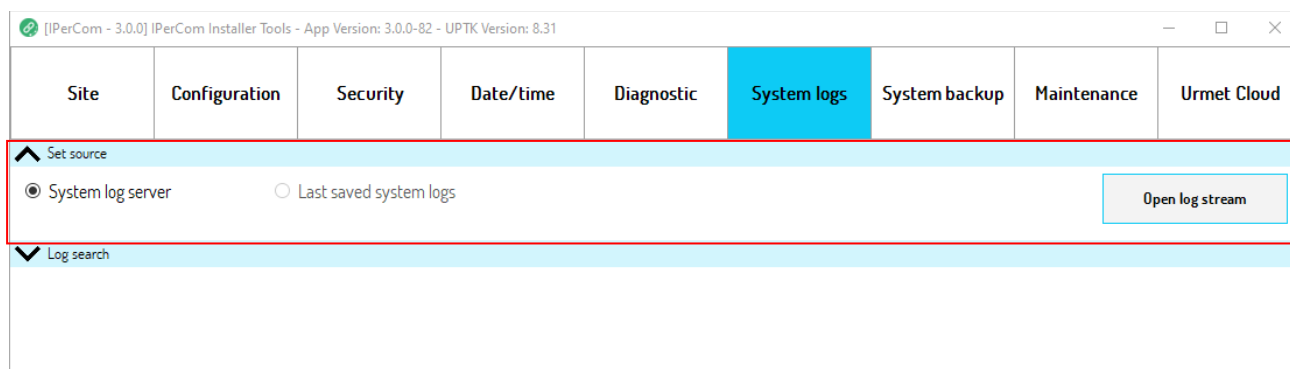 [IPerCom - 3.0.0] IPerCom Installer Tools - App Version: 3.0.0-82 - UPTK Version: 8.31
Site Configuration Security Date/time Diagnostic System logs System backup Maintenance Urmet Cloud
Set source
System log server Last saved system logs Open log stream
Log search